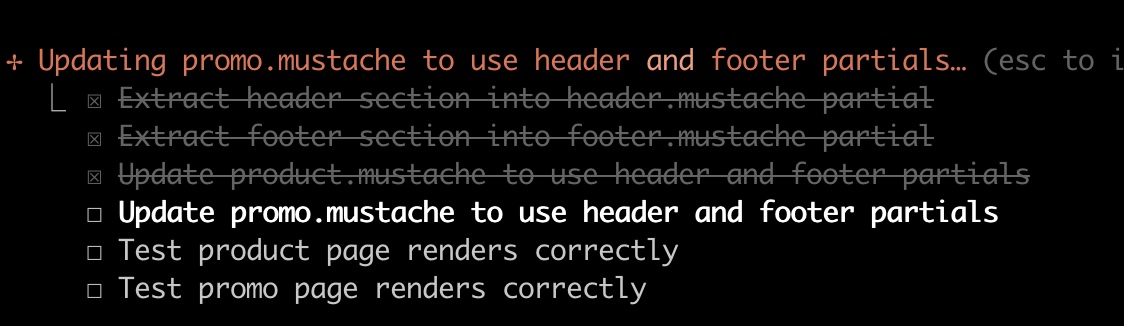 ✢ Updating promo.mustache to use header and footer partials… (esc to i
☒ Extract header section into header.mustache partial
☒ Extract footer section into footer.mustache partial
☒ Update product.mustache to use header and footer partials
☐ Update promo.mustache to use header and footer partials
☐ Test product page renders correctly
☐ Test promo page renders correctly